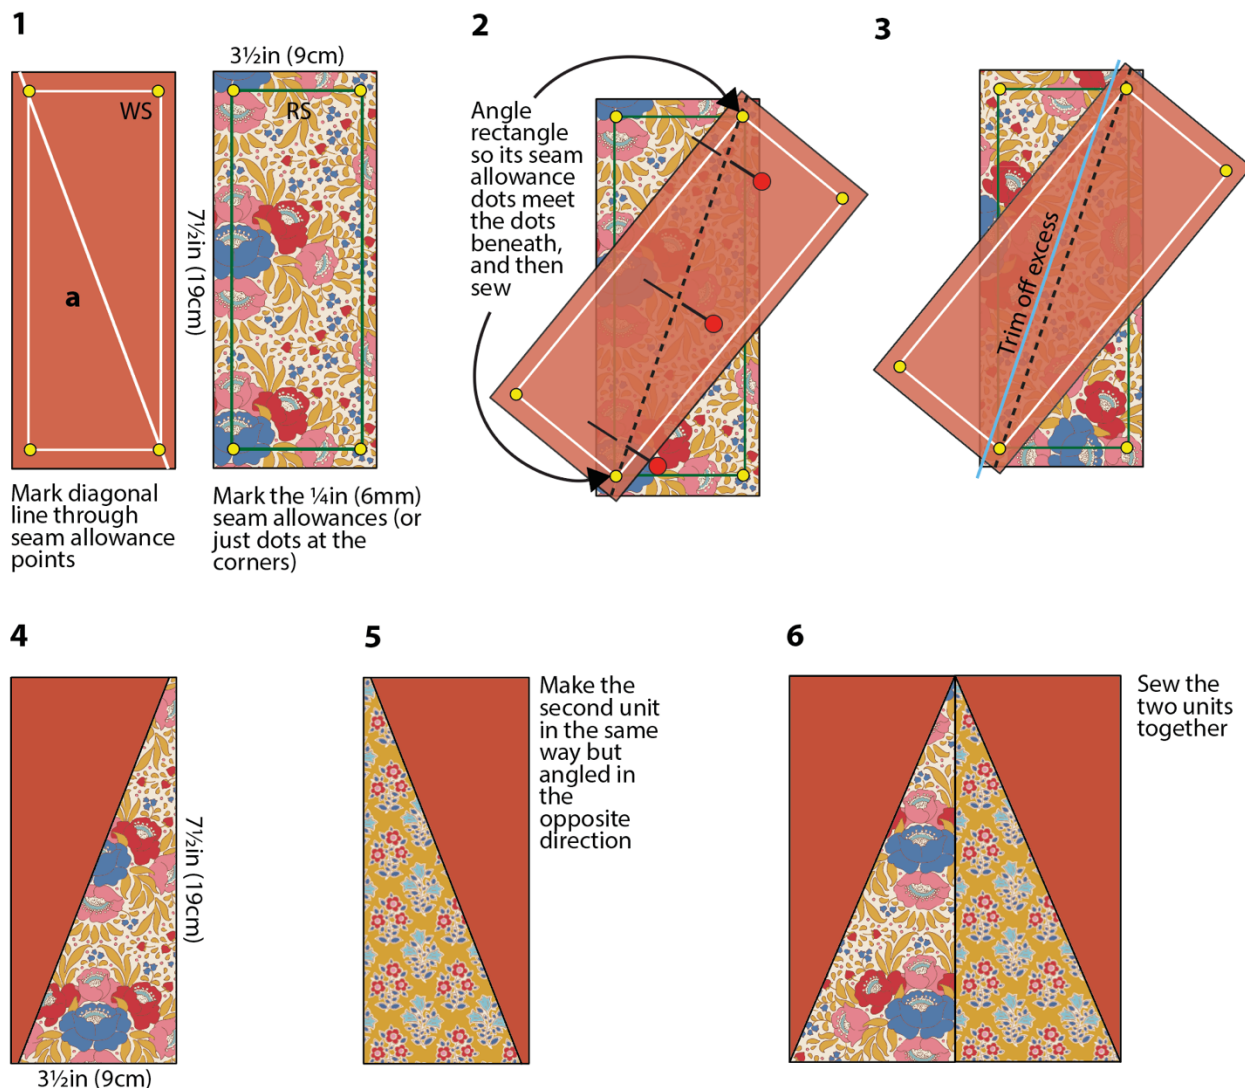 1
3½in (9cm)
WS
RS
a
7½in (19cm)
Mark diagonal
line through
seam allowance
points
Mark the ¼in (6mm)
seam allowances (or
just dots at the
corners)
2
Angle
rectangle
so its seam
allowance
dots meet
the dots
beneath,
and then
sew
3
Trim off excess
4
7½in (19cm)
3½in (9cm)
5
Make the
second unit
in the same
way but
angled in
the
opposite
direction
6
Sew the
two units
together